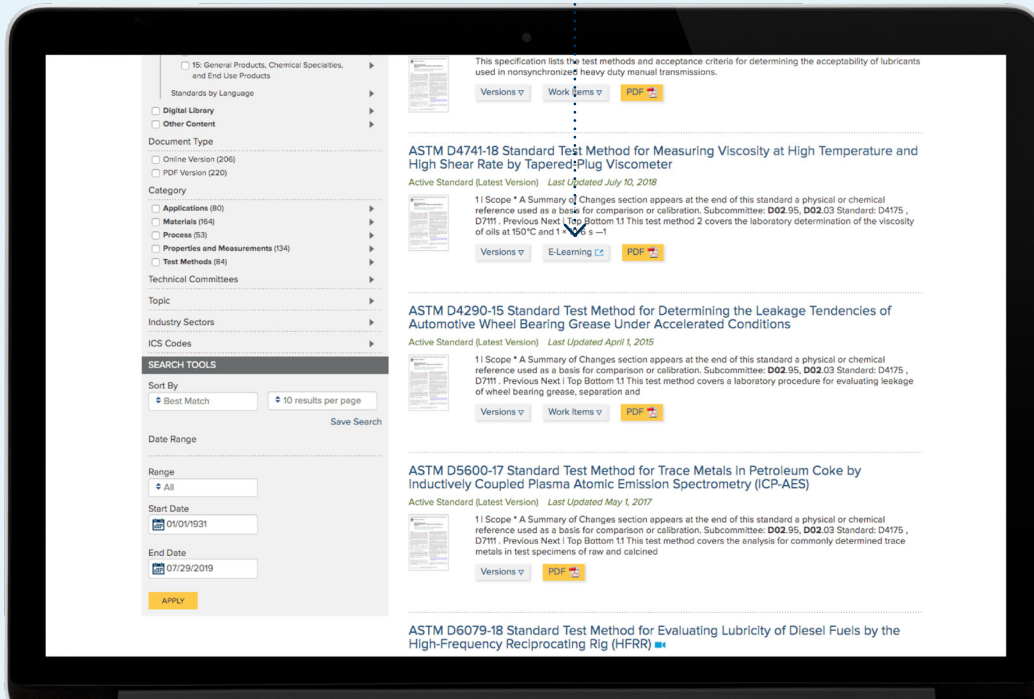 15: General Products, Chemical Specialties,
and End Use Products
Standards by Language
Digital Library
Other Content
Document Type
Online Version (206)
PDF Version (220)
Category
Applications (80)
Materials (164)
Process (53)
Properties and Measurements (134)
Test Methods (84)
Technical Committees
Topic
Industry Sectors
ICS Codes
SEARCH TOOLS
Sort By
Best Match
10 results per page
Save Search
Date Range
Range
All
Start Date
01/01/1931
End Date
07/29/2019
APPLY
This specification lists the test methods and acceptance criteria for determining the acceptability of lubricants
used in nonsynchronized heavy duty manual transmissions.
Versions Work Items PDF
ASTM D4741-18 Standard Test Method for Measuring Viscosity at High Temperature and
High Shear Rate by Tapered-Plug Viscometer
Active Standard (Latest Version) Last Updated July 10, 2018
1 | Scope * A Summary of Changes section appears at the end of this standard a physical or chemical
reference used as a basis for comparison or calibration. Subcommittee: D02.95, D02.03 Standard: D4175 ,
D7111 . Previous Next | Top Bottom 1.1 This test method 2 covers the laboratory determination of the viscosity
of oils at 150°C and 1 × 6 s —1
Versions E-Learning PDF
ASTM D4290-15 Standard Test Method for Determining the Leakage Tendencies of
Automotive Wheel Bearing Grease Under Accelerated Conditions
Active Standard (Latest Version) Last Updated April 1, 2015
1 | Scope * A Summary of Changes section appears at the end of this standard a physical or chemical
reference used as a basis for comparison or calibration. Subcommittee: D02.95, D02.03 Standard: D4175 ,
D7111 . Previous Next | Top Bottom 1.1 This test method covers a laboratory procedure for evaluating leakage
of wheel bearing grease, separation and
Versions Work Items PDF
ASTM D5600-17 Standard Test Method for Trace Metals in Petroleum Coke by
Inductively Coupled Plasma Atomic Emission Spectrometry (ICP-AES)
Active Standard (Latest Version) Last Updated May 1, 2017
1 | Scope * A Summary of Changes section appears at the end of this standard a physical or chemical
reference used as a basis for comparison or calibration. Subcommittee: D02.95, D02.03 Standard: D4175 ,
D7111 . Previous Next | Top Bottom 1.1 This test method covers the analysis for commonly determined trace
metals in test specimens of raw and calcined
Versions PDF
ASTM D6079-18 Standard Test Method for Evaluating Lubricity of Diesel Fuels by the
High-Frequency Reciprocating Rig (HFRR)